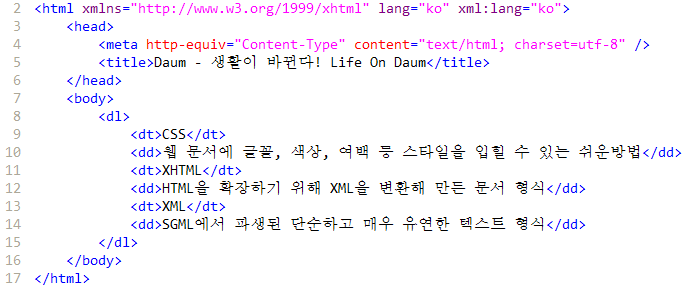 2 <html xmlns="http://www.w3.org/1999/xhtml" lang="ko" xml:lang="ko">
3 <head>
4 <meta http-equiv="Content-Type" content="text/html; charset=utf-8" />
5 <title>Daum - 생활이 바뀐다! Life On Daum</title>
6 </head>
7 <body>
8 <dl>
9 <dt>CSS</dt>
10 <dd>웹 문서에 글꼴, 색상, 여백 등 스타일을 입힐 수 있는 쉬운방법</dd>
11 <dt>XHTML</dt>
12 <dd>HTML을 확장하기 위해 XML을 변환해 만든 문서 형식</dd>
13 <dt>XML</dt>
14 <dd>SGML에서 파생된 단순하고 매우 유연한 텍스트 형식</dd>
15 </dl>
16 </body>
17 </html>